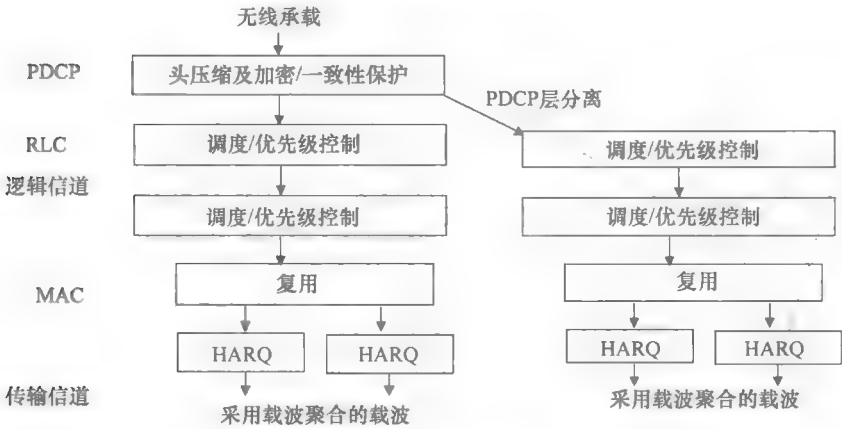 无线承载
PDCP
头压缩及加密/一致性保护
PDCP层分离
RLC
调度/优先级控制
调度/优先级控制
逻辑信道
调度/优先级控制
调度/优先级控制
MAC
复用
复用
HARQ
HARQ
HARQ
HARQ
传输信道
采用载波聚合的载波
采用载波聚合的载波